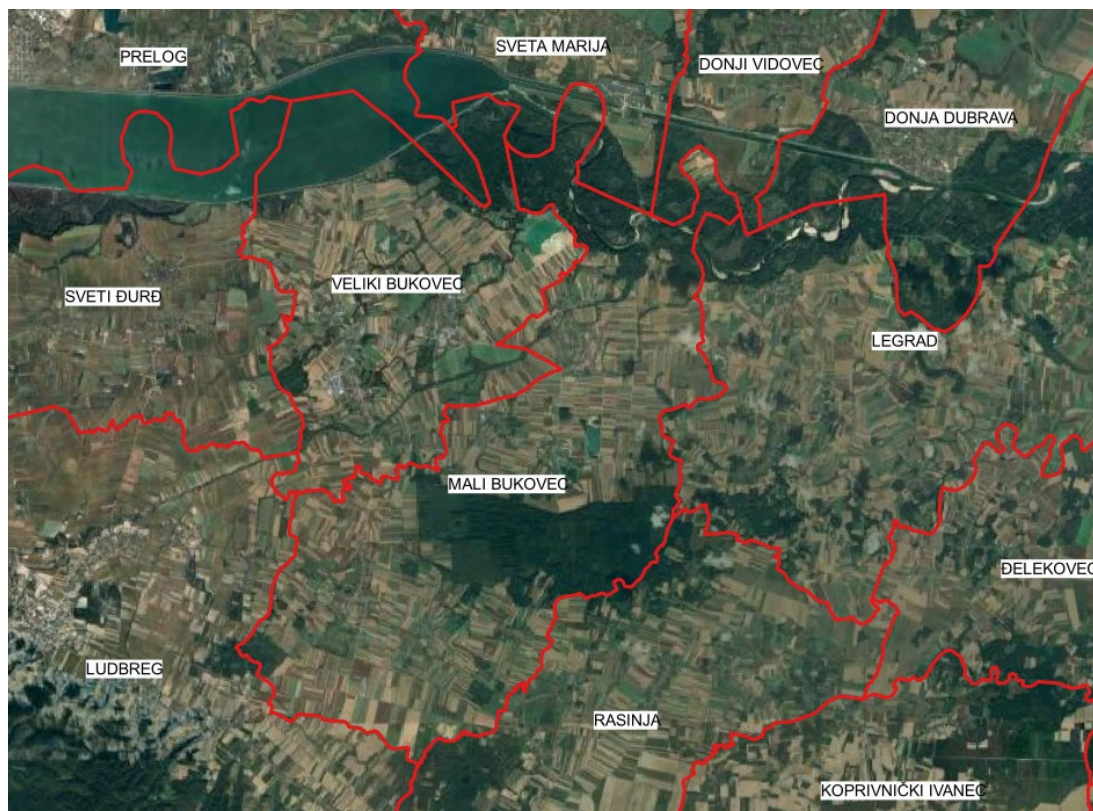 SVETA MARIJA
PRELOG
DONJI VIDOVEC
DONJA DUBRAVA
VELIKI BUKOVEC
SVETI ĐURĐ
LEGRAD
MALI BUKOVEC
ĐELEKOVEC
LUDBREG
RASINJA
KOPRIVNIČKI IVANEC